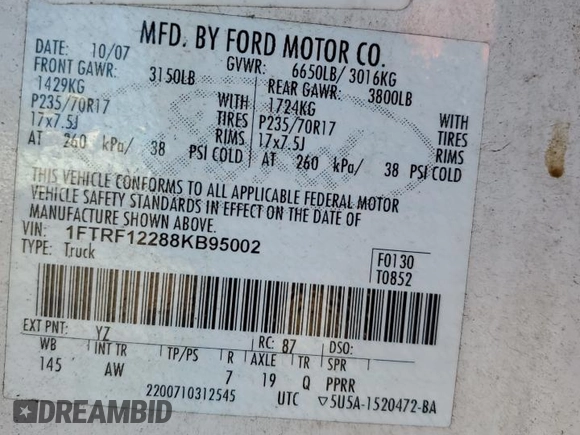 MFD. BY FORD MOTOR CO.
DATE: 10/07 GVWR: 6650LB/ 3016KG
FRONT GAWR: 3150LB REAR GAWR: 3800LB
1429KG WITH 1724KG WITH
P235/70R17 TIRES P235/70R17 TIRES
17x7.5J RIMS 17x7.5J RIMS
AT 260 kPa/ 38 PSI COLD AT 260 kPa/ 38 PSI COLD
THIS VEHICLE CONFORMS TO ALL APPLICABLE FEDERAL MOTOR
VEHICLE SAFETY STANDARDS IN EFFECT ON THE DATE OF
MANUFACTURE SHOWN ABOVE.
VIN: 1FTRF12288KB95002
TYPE: Truck
F0130
T0852
EXT PNT: YZ RC: 87 DSO:
WB INT TR TP/PS R AXLE TR SPR
145 AW 7 19 Q PPRR
2200710312545 UTC ▽5U5A-1520472-BA
DREAMBID